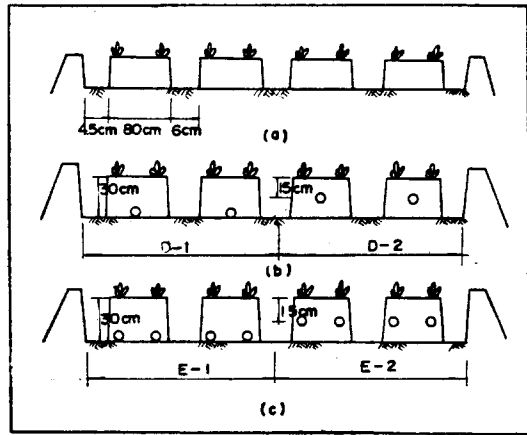 45cm 80cm 6cm
(a)
30cm 15cm
D-1 D-2
(b)
30cm 15cm
E-1 E-2
(c)